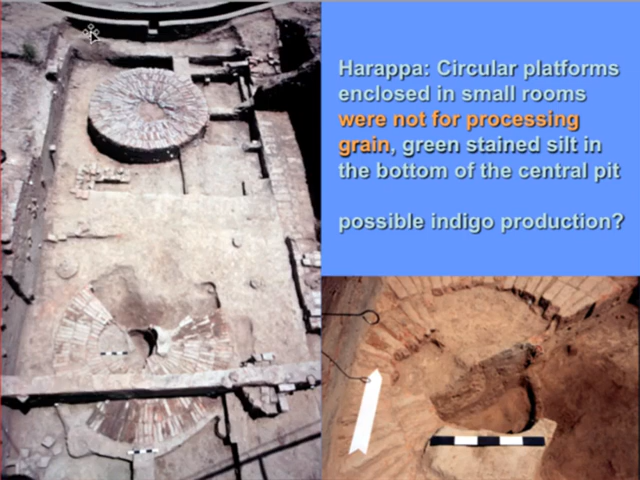 Harappa: Circular platforms
enclosed in small rooms
were not for processing
grain, green stained silt in
the bottom of the central pit
possible indigo production?